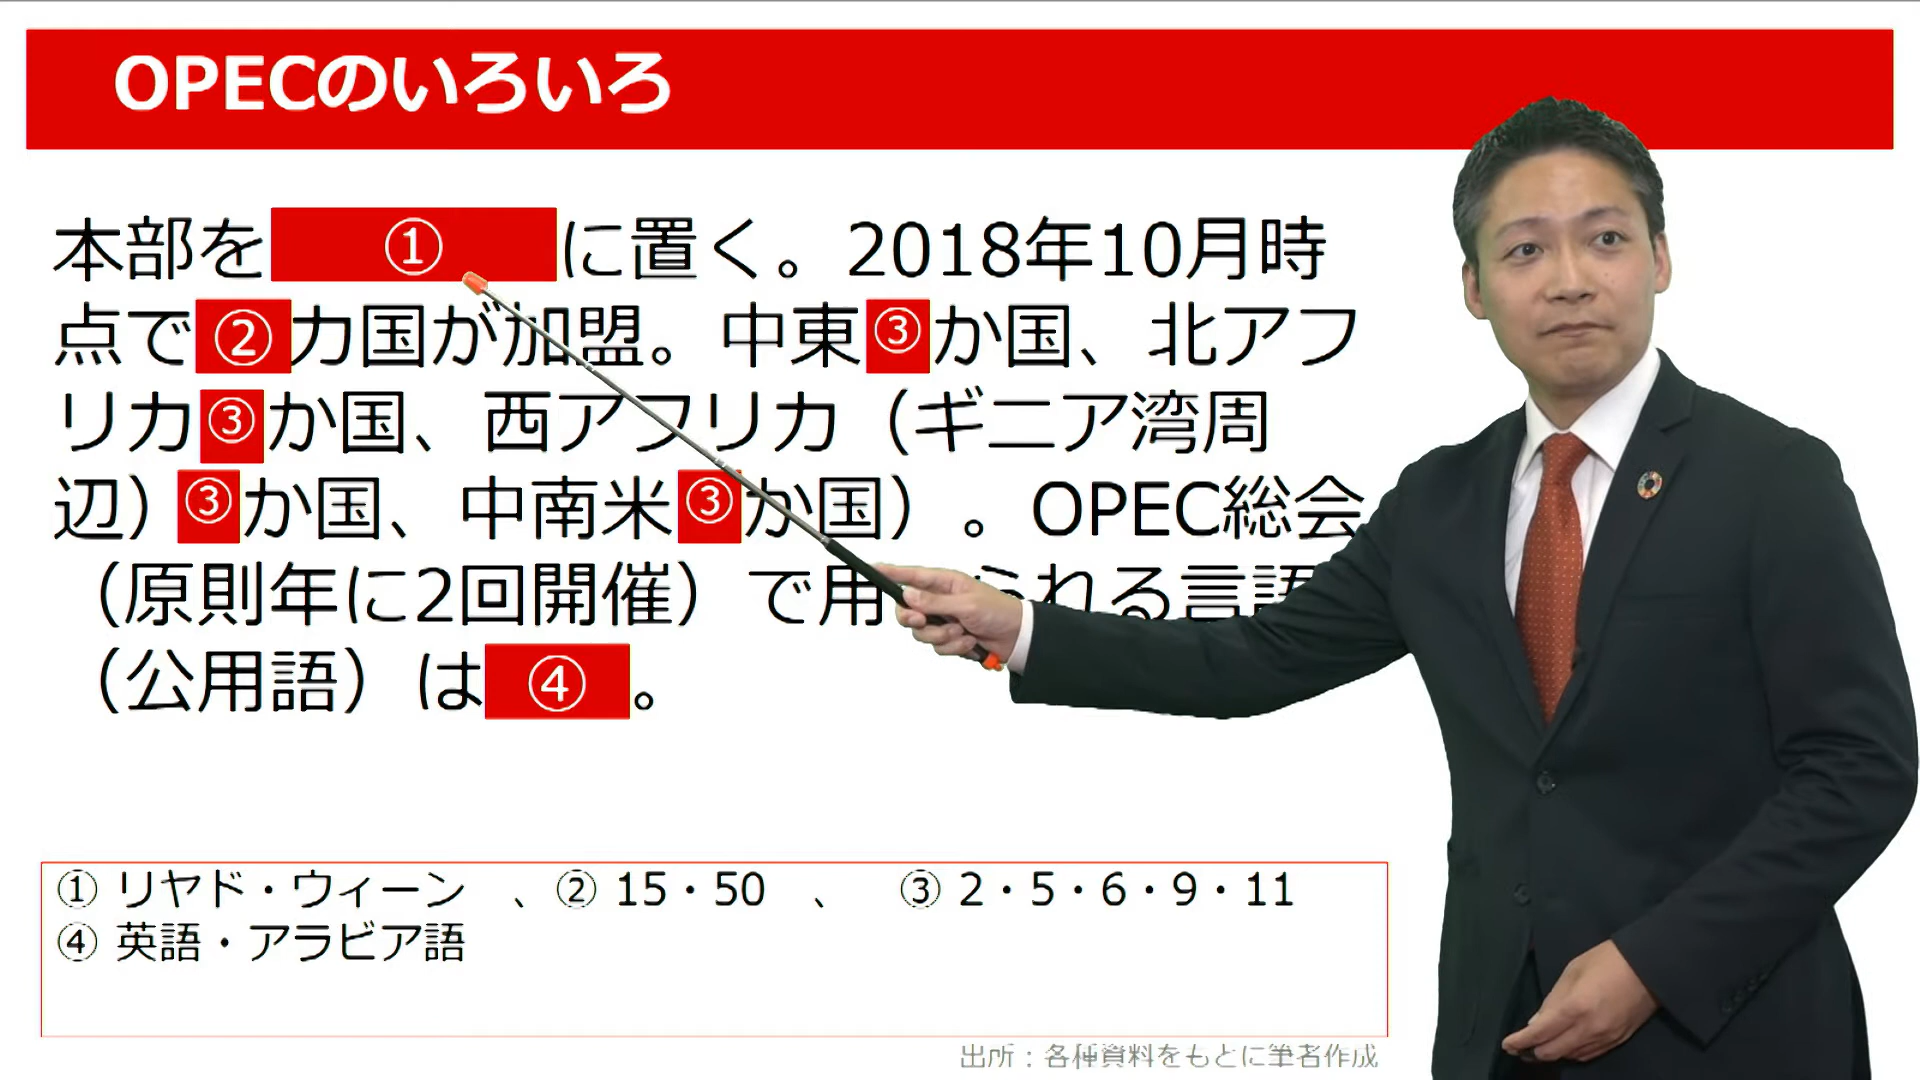 OPECのいろいろ
本部を①に置く。2018年10月時
点で②カ国が加盟。中東③か国、北アフ
リカ③か国、西アフリカ（ギニア湾周
辺）③か国、中南米③か国）。OPEC総会
（原則年に2回開催）で用られる言語
（公用語）は④。
① リヤド・ウィーン 、② 15・50 、 ③ 2・5・6・9・11
④ 英語・アラビア語
出所：各種資料をもとに筆者作成